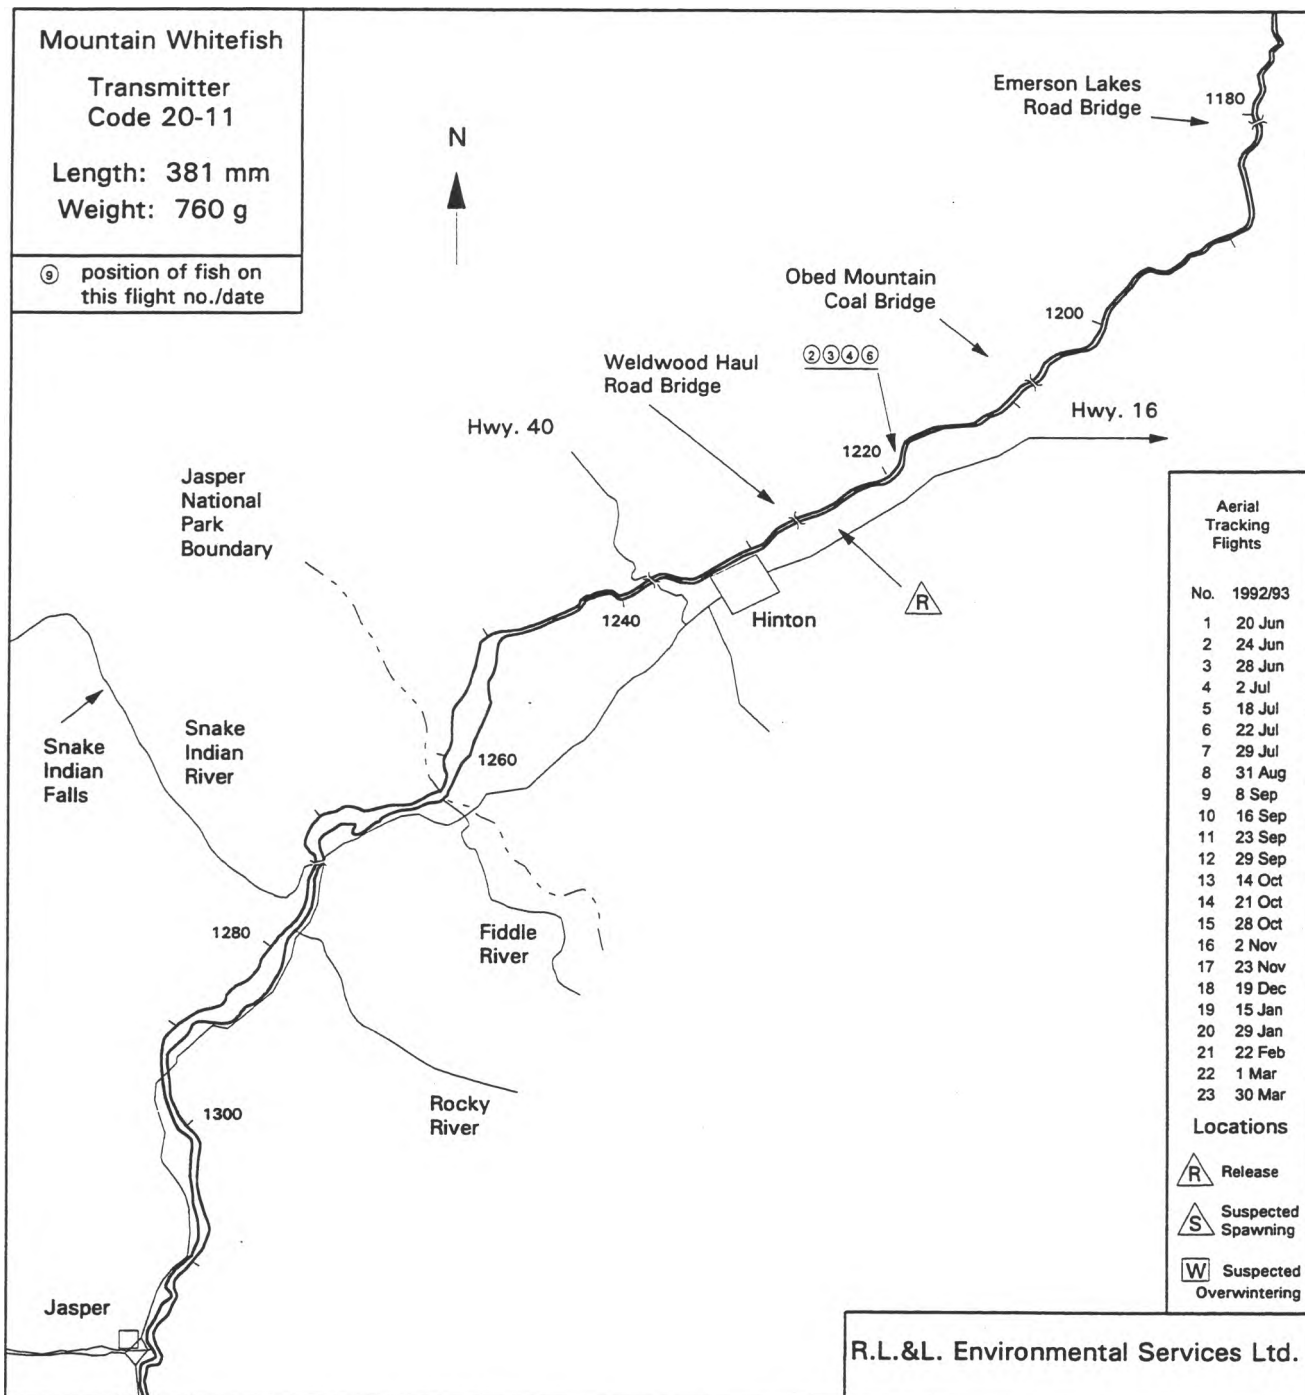 Mountain Whitefish
Transmitter
Code 20-11
Length: 381 mm
Weight: 760 g
9 position of fish on
this flight no./date
N
Emerson Lakes
Road Bridge
1180
Obed Mountain
Coal Bridge
1200
Weldwood Haul
Road Bridge
2 3 4 6
Hwy. 16
Hwy. 40
1220
Jasper
National
Park
Boundary
R
1240
Hinton
Snake
Indian
Falls
Snake
Indian
River
1260
1280
Fiddle
River
1300
Rocky
River
Jasper
Aerial
Tracking
Flights
No. 1992/93
1 20 Jun
2 24 Jun
3 28 Jun
4 2 Jul
5 18 Jul
6 22 Jul
7 29 Jul
8 31 Aug
9 8 Sep
10 16 Sep
11 23 Sep
12 29 Sep
13 14 Oct
14 21 Oct
15 28 Oct
16 2 Nov
17 23 Nov
18 19 Dec
19 15 Jan
20 29 Jan
21 22 Feb
22 1 Mar
23 30 Mar
Locations
R Release
S Suspected
Spawning
W Suspected
Overwintering
R.L.&L. Environmental Services Ltd.